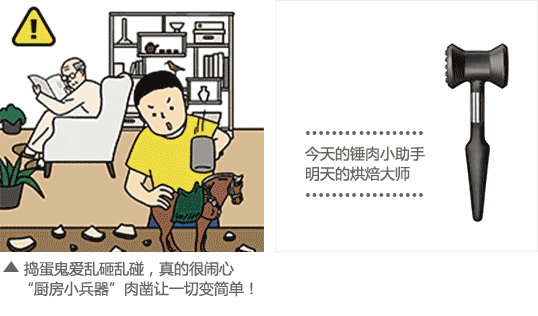 今天的锤肉小助手
明天的烘焙大师
▲ 捣蛋鬼爱乱砸乱碰，真的很闹心
“厨房小兵器”肉凿让一切变简单！